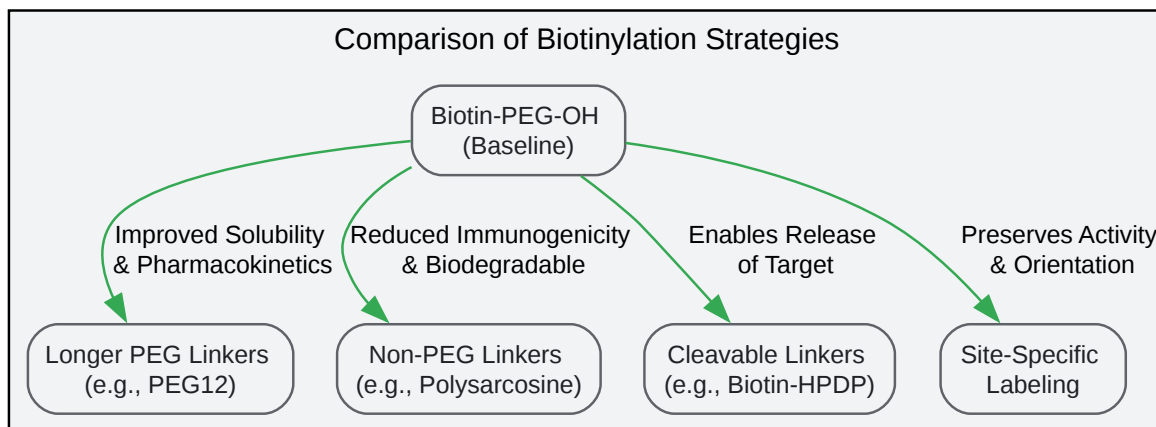 Comparison of Biotinylation Strategies
Biotin-PEG-OH
(Baseline)
Improved Solubility
& Pharmacokinetics
Reduced Immunogenicity
& Biodegradable
Enables Release
of Target
Preserves Activity
& Orientation
Longer PEG Linkers
(e.g., PEG12)
Non-PEG Linkers
(e.g., Polysarcosine)
Cleavable Linkers
(e.g., Biotin-HPDP)
Site-Specific
Labeling